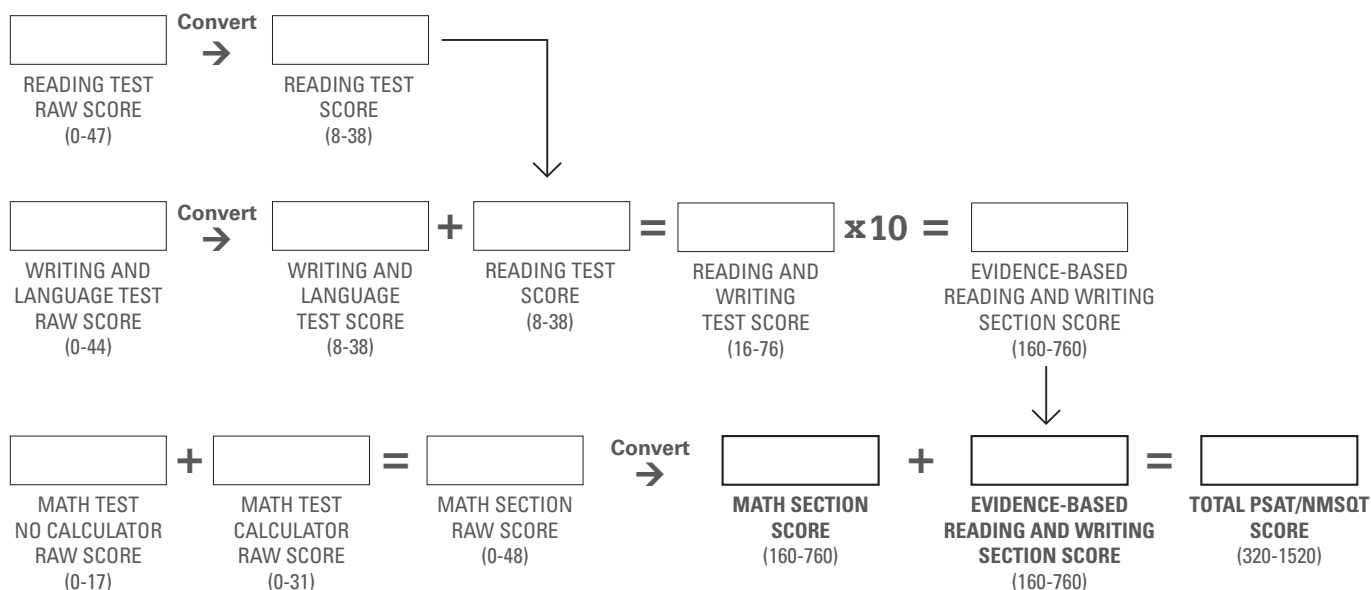 Convert
→
READING TEST
RAW SCORE
(0-47)
READING TEST
SCORE
(8-38)
Convert
→
+
=
x10 =
WRITING AND
LANGUAGE TEST
RAW SCORE
(0-44)
WRITING AND
LANGUAGE
TEST SCORE
(8-38)
READING TEST
SCORE
(8-38)
READING AND
WRITING
TEST SCORE
(16-76)
EVIDENCE-BASED
READING AND WRITING
SECTION SCORE
(160-760)
+
=
Convert
→
+
=
MATH TEST
NO CALCULATOR
RAW SCORE
(0-17)
MATH TEST
CALCULATOR
RAW SCORE
(0-31)
MATH SECTION
RAW SCORE
(0-48)
MATH SECTION
SCORE
(160-760)
EVIDENCE-BASED
READING AND WRITING
SECTION SCORE
(160-760)
TOTAL PSAT/NMSQT
SCORE
(320-1520)